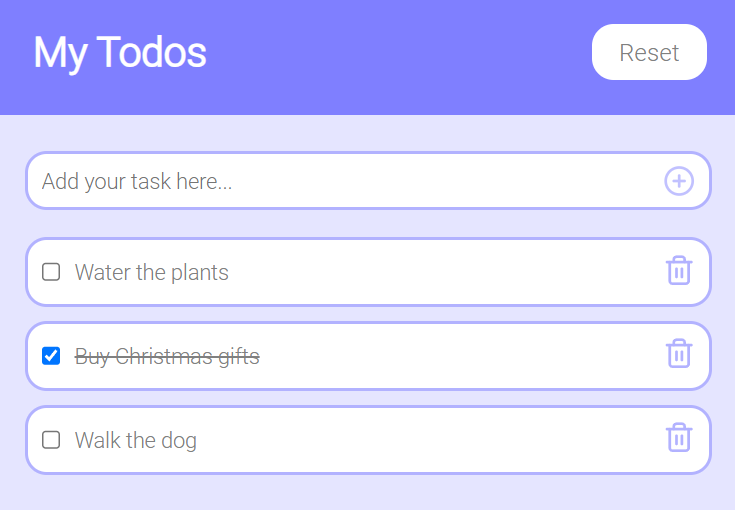 My Todos
Reset
Add your task here...
Water the plants
Buy Christmas gifts
Walk the dog